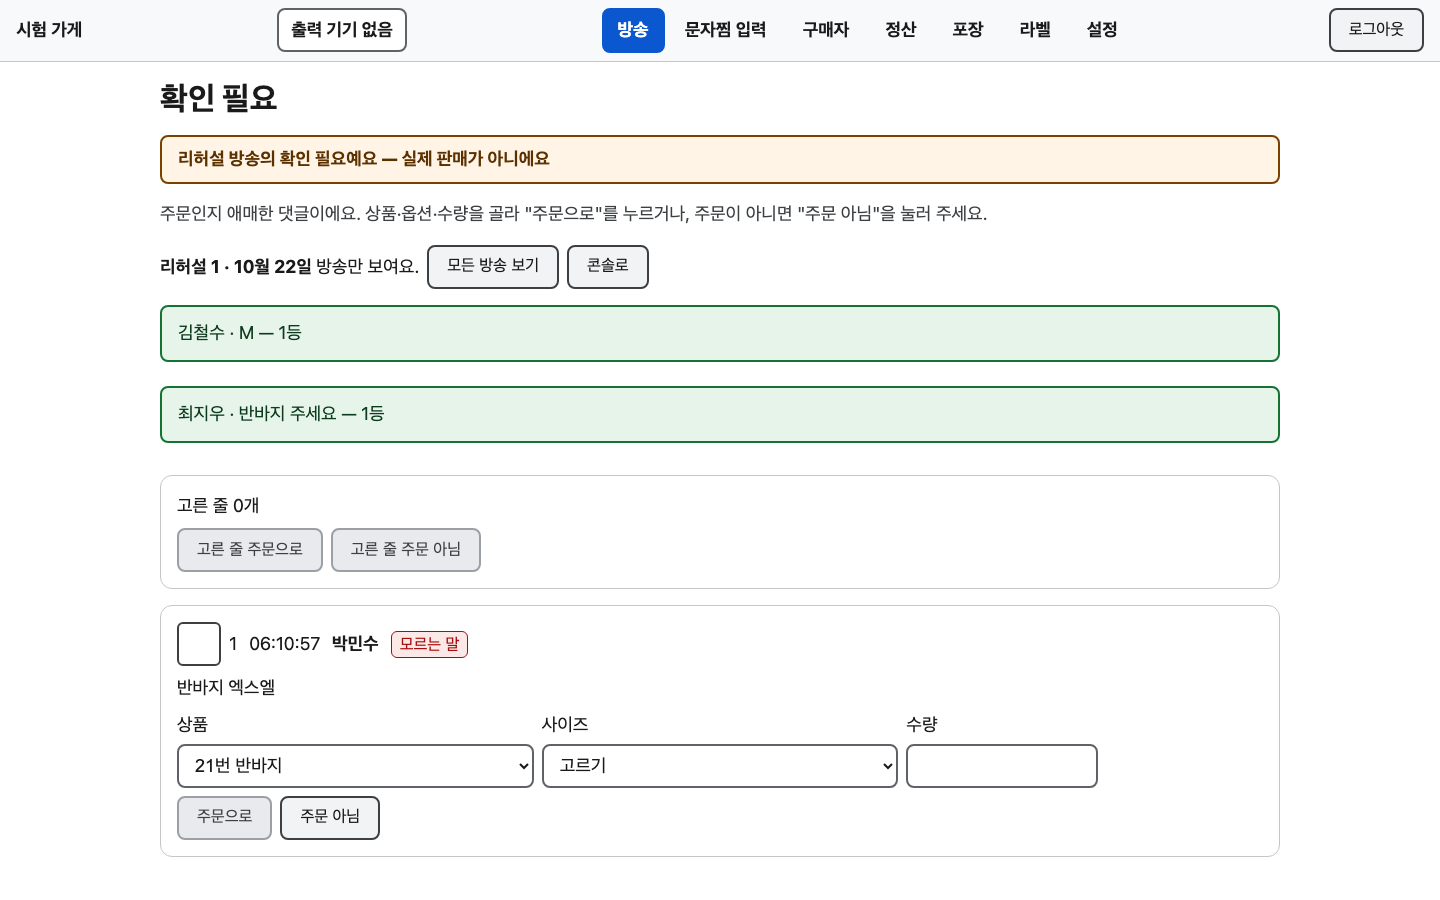 시험 가게 출력 기기 없음 방송 문자찜 입력 구매자 정산 포장 라벨 설정 로그아웃
확인 필요
리허설 방송의 확인 필요예요 — 실제 판매가 아니에요
주문인지 애매한 댓글이에요. 상품·옵션·수량을 골라 "주문으로"를 누르거나, 주문이 아니면 "주문 아님"을 눌러 주세요.
리허설 1 · 10월 22일 방송만 보여요. 모든 방송 보기 콘솔로
김철수 · M — 1등
최지우 · 반바지 주세요 — 1등
고른 줄 0개
고른 줄 주문으로 고른 줄 주문 아님
1 06:10:57 박민수 모르는 말
반바지 엑스엘
상품 사이즈 수량
21번 반바지 고르기
주문으로 주문 아님